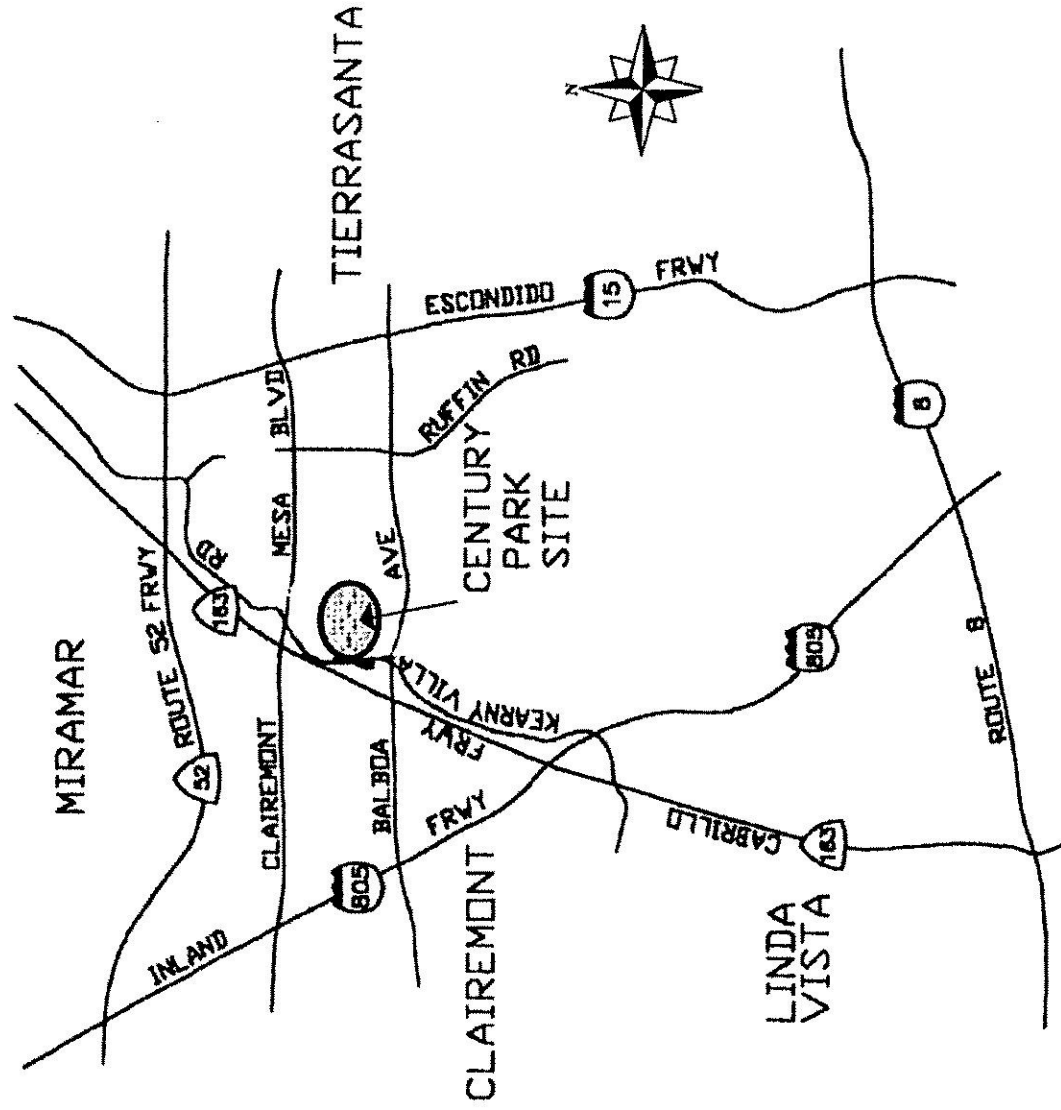 MIRAMAR
TIERRASANTA
ROUTE 52 FRWY
52
163
RD
CLAIREMONT MESA BLVD
BALBOA AVE
INLAND FRWY
805
ESCONDIDO FRWY
15
RUFFIN RD
CENTURY
PARK
SITE
KEARNY VILLA
CABRILLO FRWY
163
805
CLAIREMONT
LINDA
VISTA
ROUTE 8
8
N